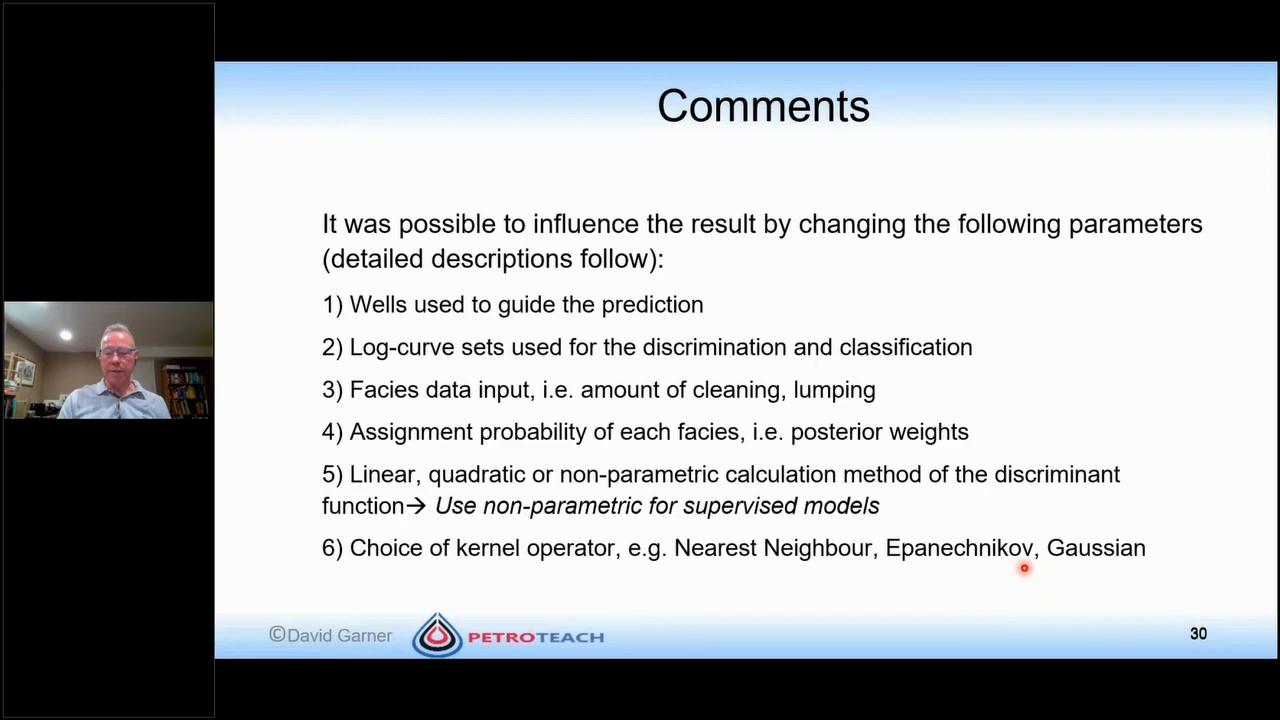 Comments
It was possible to influence the result by changing the following parameters
(detailed descriptions follow):
1) Wells used to guide the prediction
2) Log-curve sets used for the discrimination and classification
3) Facies data input, i.e. amount of cleaning, lumping
4) Assignment probability of each facies, i.e. posterior weights
5) Linear, quadratic or non-parametric calculation method of the discriminant
function→ Use non-parametric for supervised models
6) Choice of kernel operator, e.g. Nearest Neighbour, Epanechnikov, Gaussian
©David Garner
PETROTEACH
30